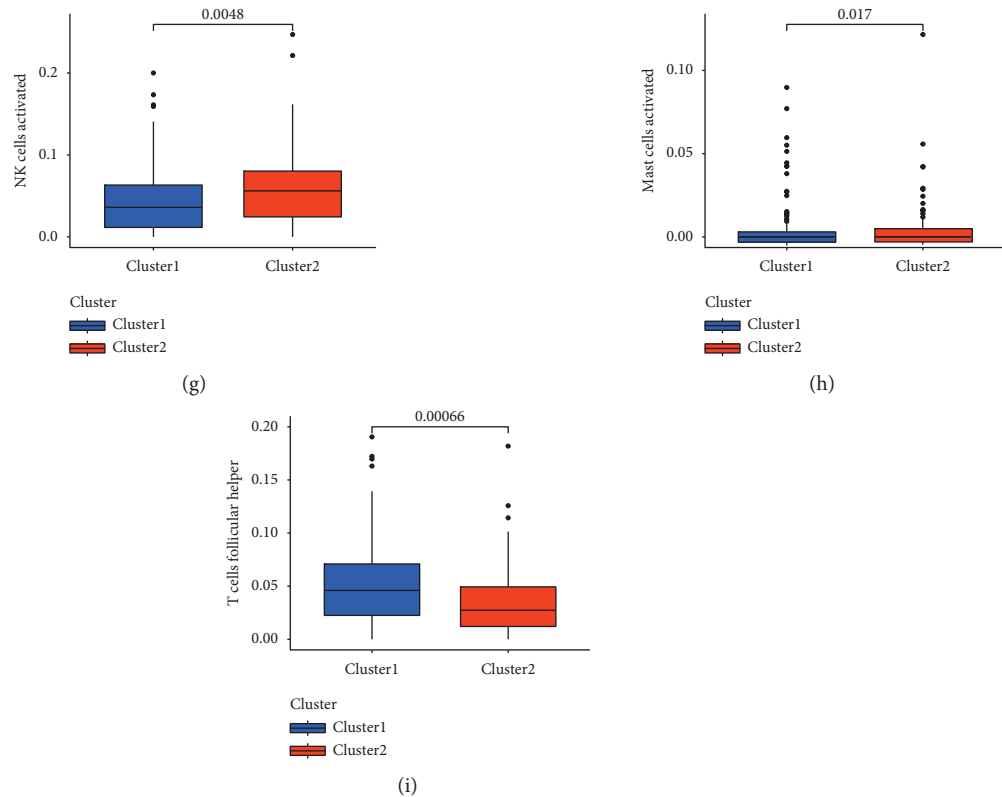 0.0048
NK cells activated
0.2
0.1
0.0
Cluster1
Cluster2
Cluster
Cluster1
Cluster2
(g)
0.017
Mast cells activated
0.10
0.05
0.00
Cluster1
Cluster2
Cluster
Cluster1
Cluster2
(h)
0.00066
T cells follicular helper
0.20
0.15
0.10
0.05
0.00
Cluster1
Cluster2
Cluster
Cluster1
Cluster2
(i)